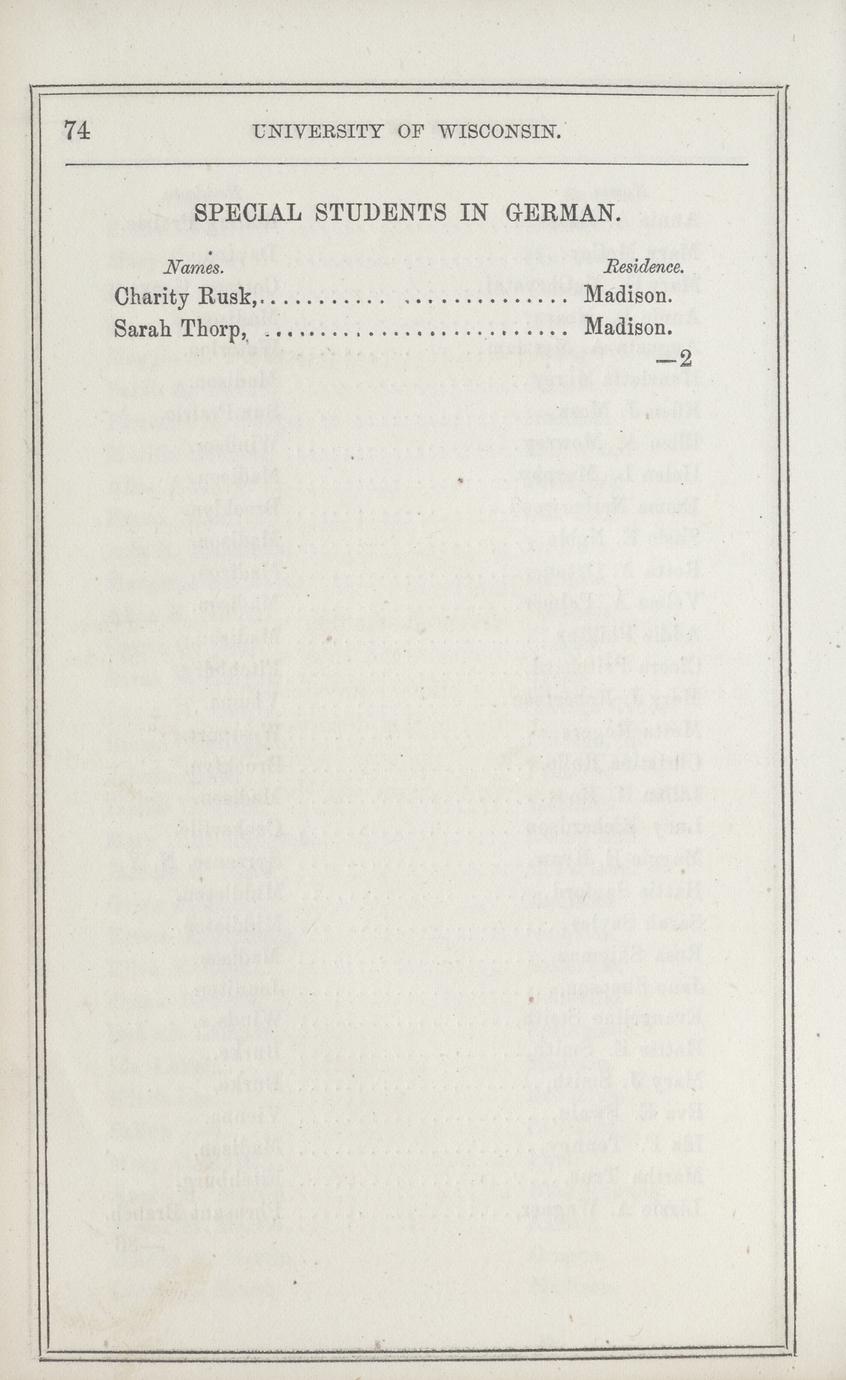 74 UNIVERSITY OF WISCONSIN.
SPECIAL STUDENTS IN GERMAN.
Names. Residence.
Charity Rusk,........... .............. Madison.
Sarah Thorp, .......................... Madison.
—2